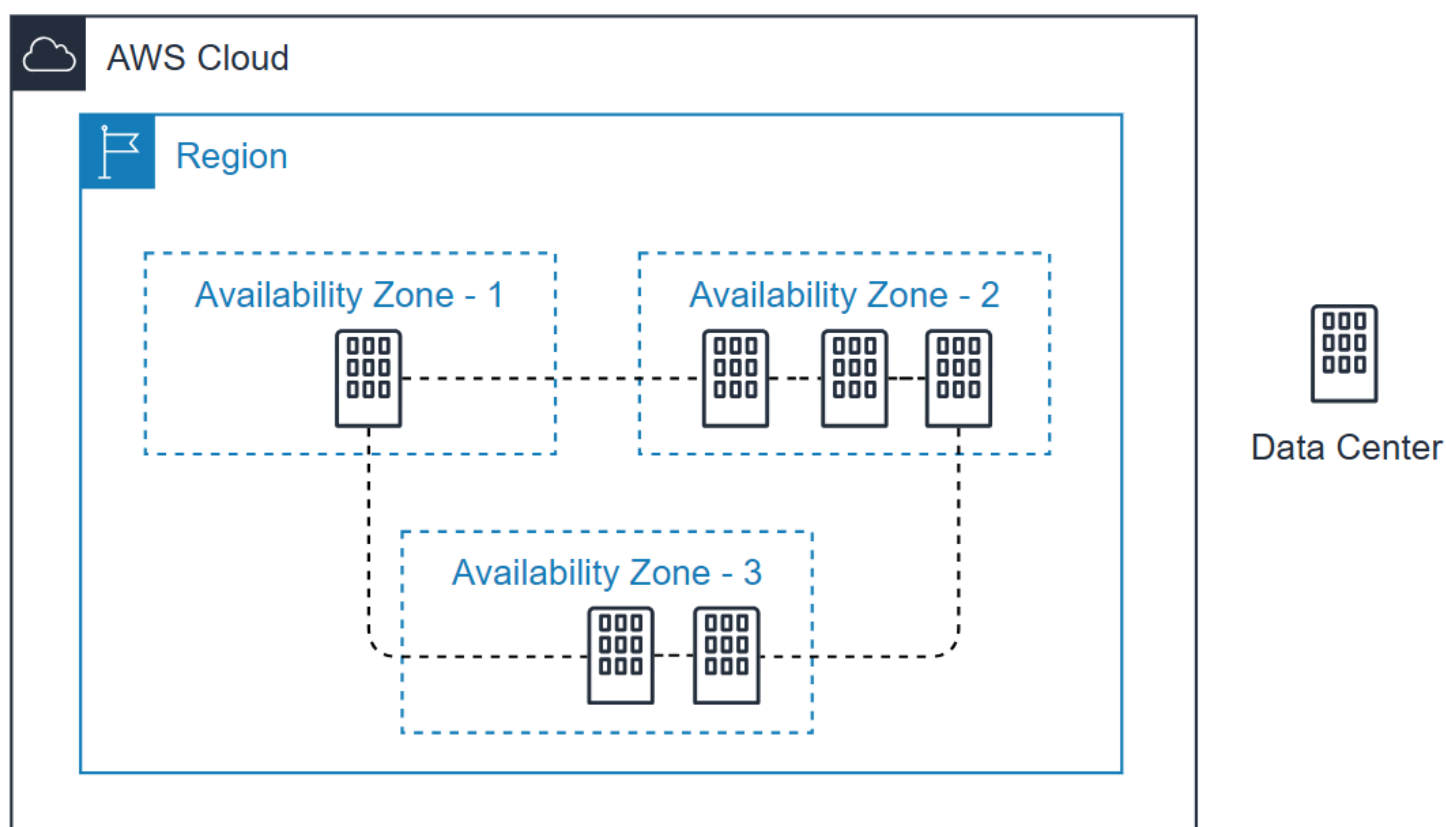 AWS Cloud
Region
Availability Zone - 1
Availability Zone - 2
Availability Zone - 3
Data Center